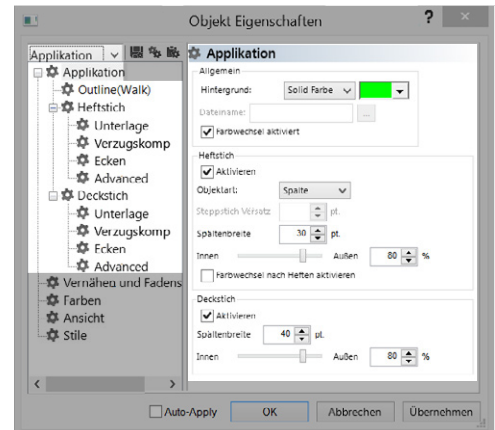 Objekt Eigenschaften ?
Applikation
Applikation
Outline(Walk)
Heftstich
Unterlage
Verzugskomp
Ecken
Advanced
Deckstich
Unterlage
Verzugskomp
Ecken
Advanced
Vernähen und Fadens
Farben
Ansicht
Stile
Applikation
Allgemein
Hintergrund: Solid Farbe
Dateiname: ...
Farbwechsel aktiviert
Heftstich
Aktivieren
Objektart: Spalte
Steppstich Versatz pt.
Spaltenbreite 30 pt.
Innen Außen 80 %
Farbwechsel nach Heften aktivieren
Deckstich
Aktivieren
Spaltenbreite 40 pt.
Innen Außen 80 %
Auto-Apply OK Abbrechen Übernehmen